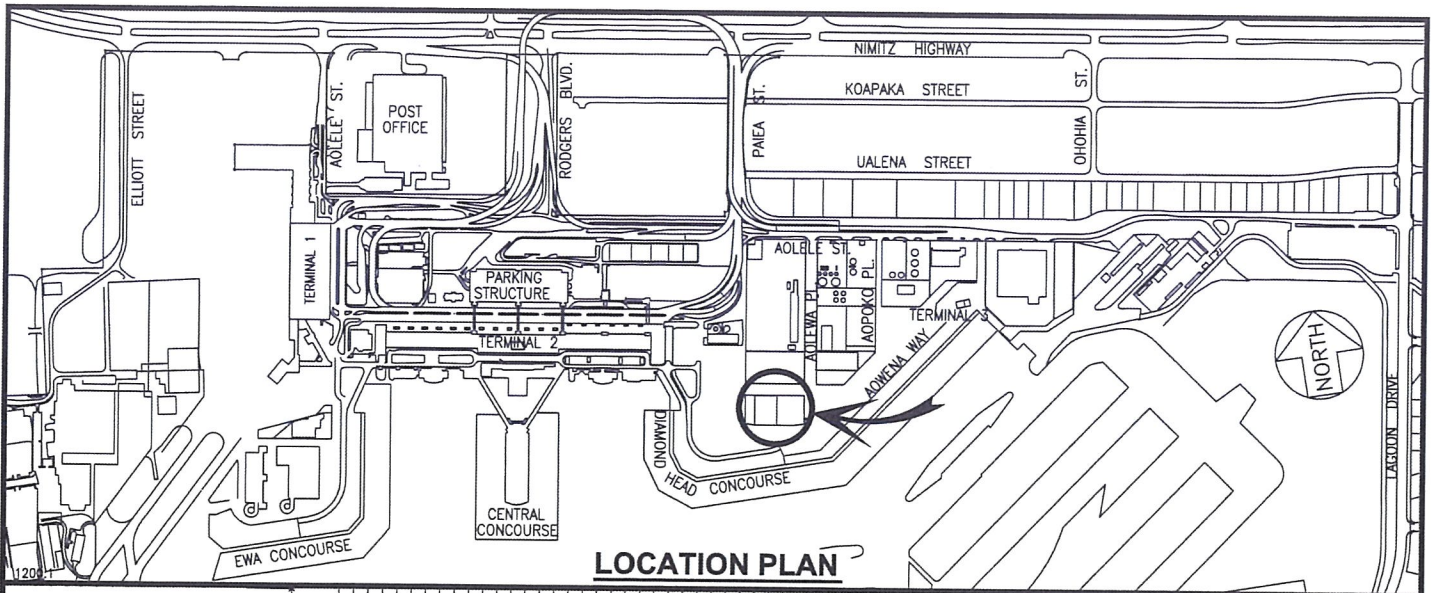 NIMITZ HIGHWAY
KOAPAKA STREET
UALENA STREET
ELLIOTT STREET
AOLELE ST.
POST
OFFICE
RODGERS BLVD.
PAIEA ST.
OHOHIA ST.
TERMINAL 1
PARKING
STRUCTURE
TERMINAL 2
AOLELE ST.
AOLEWA PL.
AOPOKO PL.
TERMINAL 3
AOWENA WAY
NORTH
LAGOON DRIVE
DIAMOND
HEAD CONCOURSE
CENTRAL
CONCOURSE
EWA CONCOURSE
LOCATION PLAN